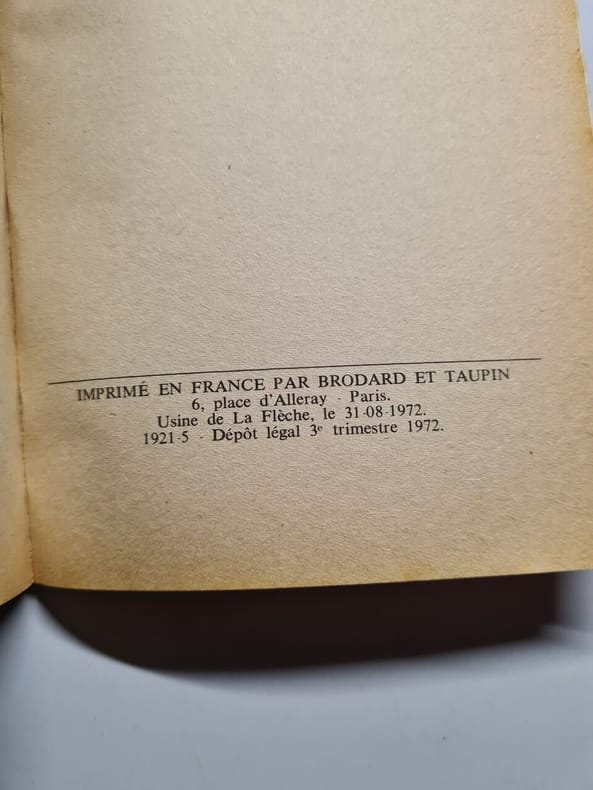 IMPRIMÉ EN FRANCE PAR BRODARD ET TAUPIN
6, place d'Alleray - Paris.
Usine de La Flèche, le 31-08-1972.
1921-5 - Dépôt légal 3e trimestre 1972.